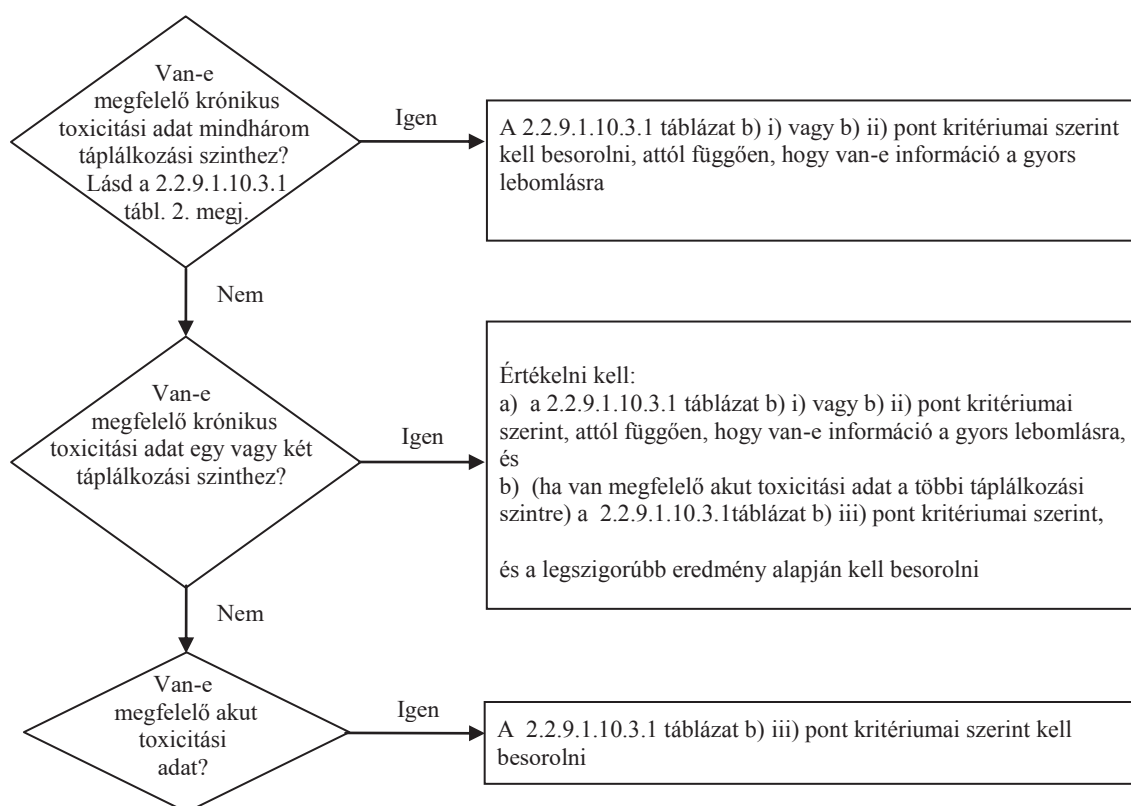 Van-e
megfelelő krónikus
toxicitási adat mindhárom
táplálkozási szinthez?
Lásd a 2.2.9.1.10.3.1
tábl. 2. megj.
Igen
A 2.2.9.1.10.3.1 táblázat b) i) vagy b) ii) pont kritériumai szerint
kell besorolni, attól függően, hogy van-e információ a gyors
lebomlásra
Nem
Van-e
megfelelő krónikus
toxicitási adat egy vagy két
táplálkozási szinthez?
Igen
Értékelni kell:
a) a 2.2.9.1.10.3.1 táblázat b) i) vagy b) ii) pont kritériumai
szerint, attól függően, hogy van-e információ a gyors lebomlásra,
és
b) (ha van megfelelő akut toxicitási adat a többi táplálkozási
szintre) a 2.2.9.1.10.3.1táblázat b) iii) pont kritériumai szerint,
és a legszigorúbb eredmény alapján kell besorolni
Nem
Van-e
megfelelő akut
toxicitási
adat?
Igen
A 2.2.9.1.10.3.1 táblázat b) iii) pont kritériumai szerint kell
besorolni